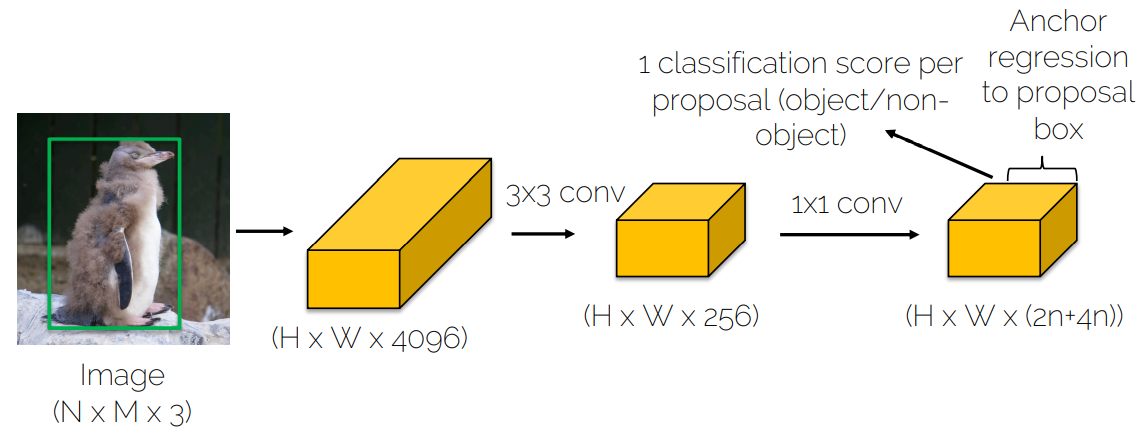 Image
(N x M x 3)
(H x W x 4096)
3x3 conv
(H x W x 256)
1x1 conv
1 classification score per
proposal (object/non-
object)
Anchor
regression
to proposal
box
(H x W x (2n+4n))